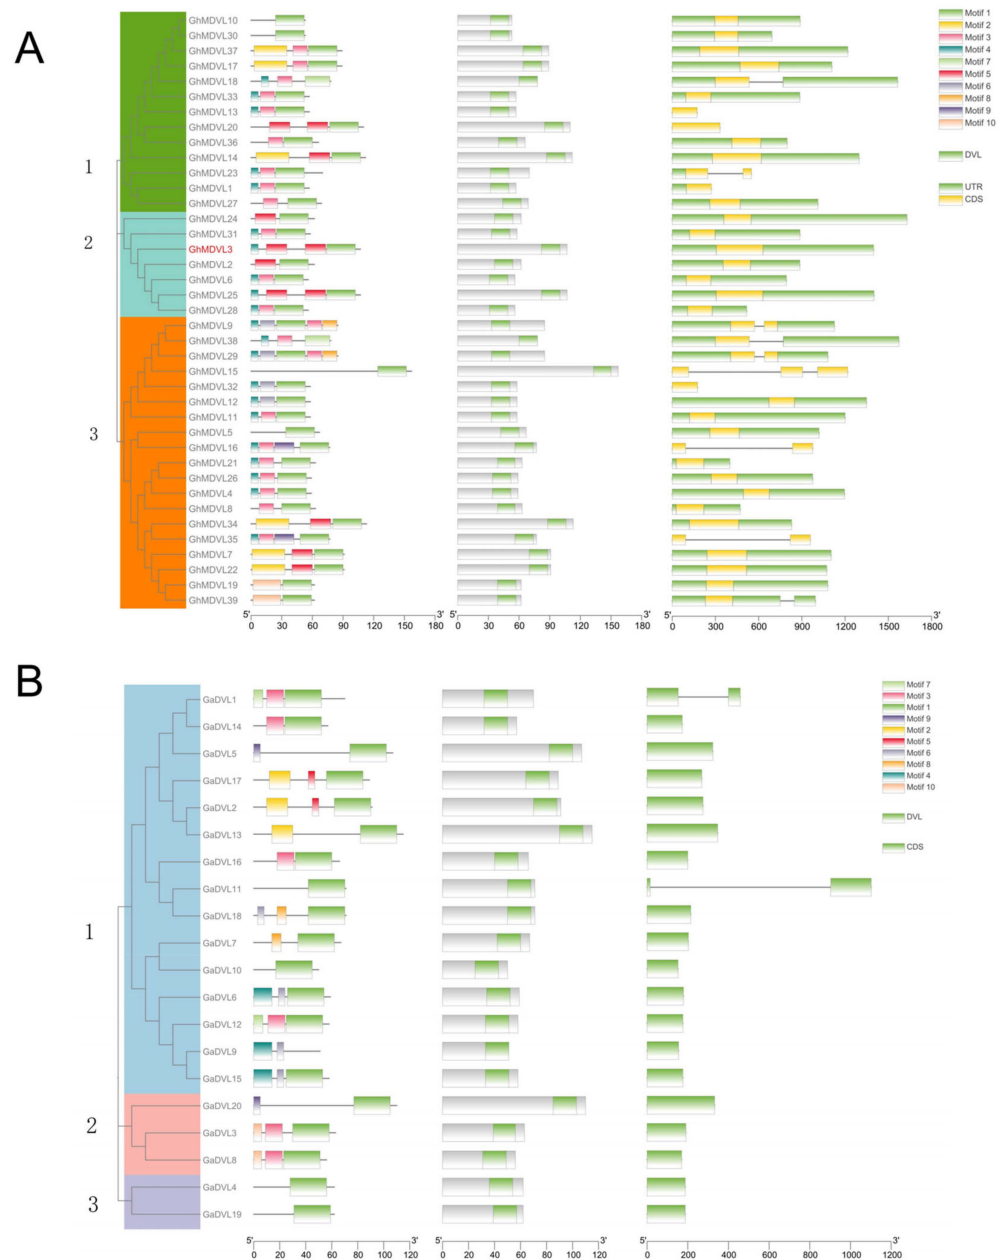 A
GhMDVL10
GhMDVL30
GhMDVL37
GhMDVL17
GhMDVL18
GhMDVL33
GhMDVL13
GhMDVL20
GhMDVL36
GhMDVL14
GhMDVL23
GhMDVL1
GhMDVL27
GhMDVL24
GhMDVL31
GhMDVL3
GhMDVL2
GhMDVL6
GhMDVL25
GhMDVL28
GhMDVL9
GhMDVL38
GhMDVL29
GhMDVL15
GhMDVL32
GhMDVL12
GhMDVL11
GhMDVL5
GhMDVL16
GhMDVL21
GhMDVL26
GhMDVL4
GhMDVL8
GhMDVL34
GhMDVL35
GhMDVL7
GhMDVL22
GhMDVL19
GhMDVL39
1
2
3
5' 3' 5' 3' 5' 3'
0 30 60 90 120 150 180 0 30 60 90 120 150 180 0 300 600 900 1200 1500 1800
Motif 1
Motif 2
Motif 3
Motif 4
Motif 7
Motif 5
Motif 6
Motif 8
Motif 9
Motif 10
DVL
UTR
CDS
B
GaDVL1
GaDVL14
GaDVL5
GaDVL17
GaDVL2
GaDVL13
GaDVL16
GaDVL11
GaDVL18
GaDVL7
GaDVL10
GaDVL6
GaDVL12
GaDVL9
GaDVL15
GaDVL20
GaDVL3
GaDVL8
GaDVL4
GaDVL19
1
2
3
5' 3' 5' 3' 5' 3'
0 20 40 60 80 100 120 0 20 40 60 80 100 120 0 200 400 600 800 1000 1200
Motif 7
Motif 3
Motif 1
Motif 9
Motif 2
Motif 5
Motif 6
Motif 8
Motif 4
Motif 10
DVL
CDS